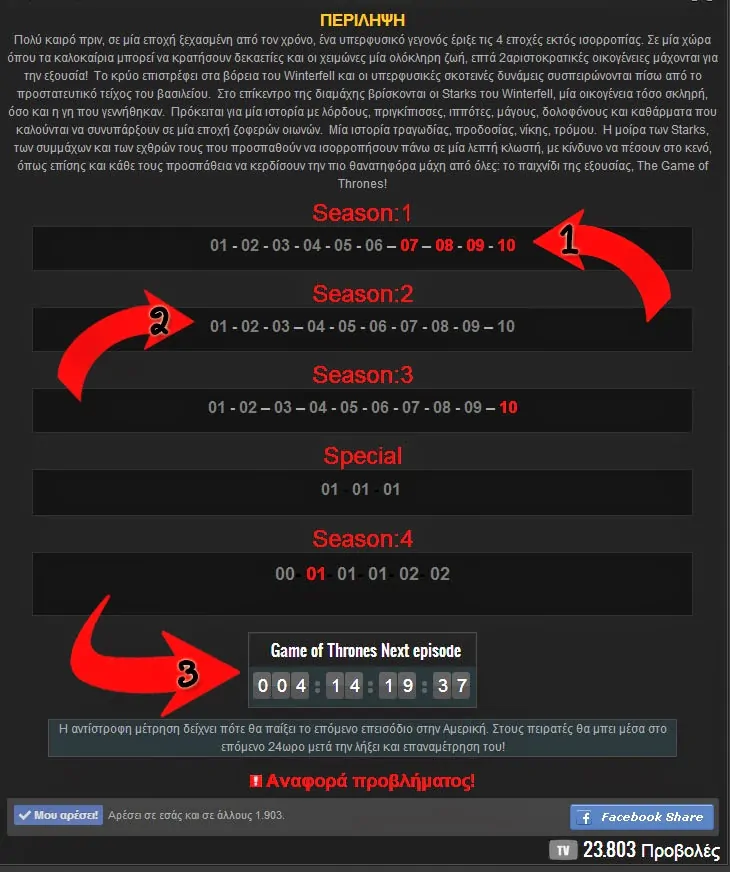 ΠΕΡΙΛΗΨΗ
Πολύ καιρό πριν, σε μία εποχή ξεχασμένη από τον χρόνο, ένα υπερφυσικό γεγονός έριξε τις 4 εποχές εκτός ισορροπίας. Σε μία χώρα
όπου τα καλοκαίρια μπορεί να κρατήσουν δεκαετίες και οι χειμώνες μία ολόκληρη ζωή, επτά 2αριστοκρατικές οικογένειες μάχονται για
την εξουσία! Το κρύο επιστρέφει στα βόρεια του Winterfell και οι υπερφυσικές σκοτεινές δυνάμεις συσπειρώνονται πίσω από το
προστατευτικό τείχος του βασιλείου. Στο επίκεντρο της διαμάχης βρίσκονται οι Starks του Winterfell, μία οικογένεια τόσο σκληρή,
όσο και η γη που γεννήθηκαν. Πρόκειται για μία ιστορία με λόρδους, πριγκίπισσες, ιππότες, μάγους, δολοφόνους και καθάρματα που
καλούνται να συνυπάρξουν σε μία εποχή ζοφερών οιωνών. Μία ιστορία τραγωδίας, προδοσίας, νίκης, τρόμου. Η μοίρα των Starks,
των συμμάχων και των εχθρών τους που προσπαθούν να ισορροπήσουν πάνω σε μία λεπτή κλωστή, με κίνδυνο να πέσουν στο κενό,
όπως επίσης και κάθε τους προσπάθεια να κερδίσουν την πιο θανατηφόρα μάχη από όλες: το παιχνίδι της εξουσίας, The Game of
Thrones!
Season:1
01 - 02 - 03 - 04 - 05 - 06 – 07 – 08 - 09 - 10
1
Season:2
01 - 02 - 03 – 04 - 05 - 06 - 07 - 08 - 09 – 10
2
Season:3
01 - 02 – 03 – 04 - 05 - 06 - 07 - 08 - 09 – 10
Special
01 - 01 - 01
Season:4
00- 01- 01- 01- 02- 02
3
Game of Thrones Next episode
004:14:19:37
Η αντίστροφη μέτρηση δείχνει πότε θα παίξει το επόμενο επεισόδιο στην Αμερική. Στους πειρατές θα μπει μέσα στο
επόμενο 24ωρο μετά την λήξει και επαναμέτρηση του!
Αναφορά προβλήματος!
Μου αρέσει! Αρέσει σε εσάς και σε άλλους 1.903.
f Facebook Share
TV 23.803 Προβολές